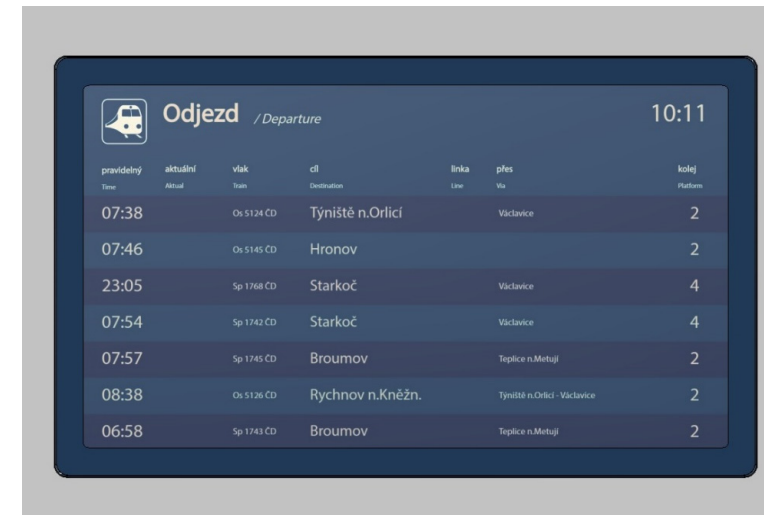 Odjezd / Departure 10:11
pravidelný aktuální vlak cíl linka přes kolej
Time Aktual Train Destination Line Via Platform
07:38 Os 5124 ČD Týniště n.Orlicí Václavice 2
07:46 Os 5145 ČD Hronov 2
23:05 Sp 1768 ČD Starkoč Václavice 4
07:54 Sp 1742 ČD Starkoč Václavice 4
07:57 Sp 1745 ČD Broumov Teplice n.Metují 2
08:38 Os 5126 ČD Rychnov n.Kněžn. Týniště n.Orlicí - Václavice 2
06:58 Sp 1743 ČD Broumov Teplice n.Metují 2